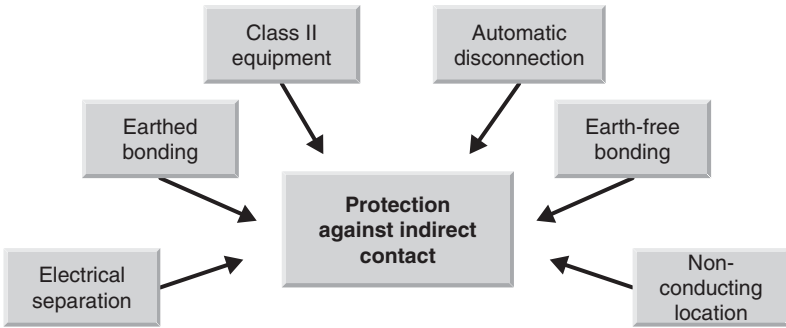 Class II
equipment
Automatic
disconnection
Earthed
bonding
Earth-free
bonding
Protection
against indirect
contact
Electrical
separation
Non-
conducting
location